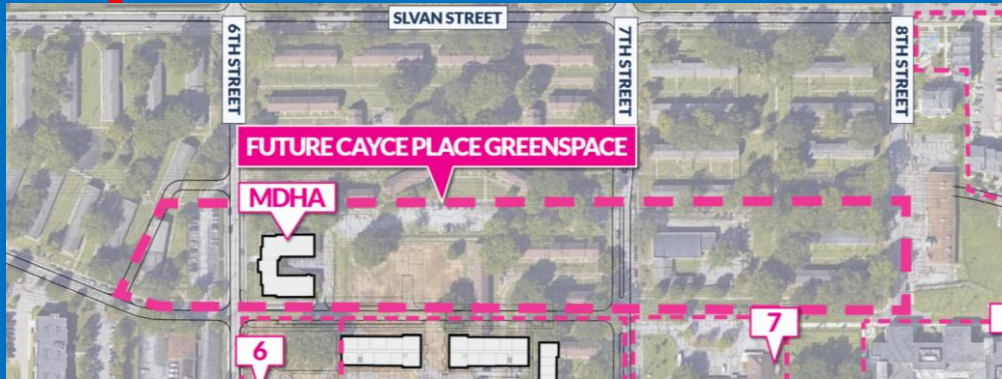 SLVAN STREET
6TH STREET
7TH STREET
8TH STREET
FUTURE CAYCE PLACE GREENSPACE
MDHA
7
6